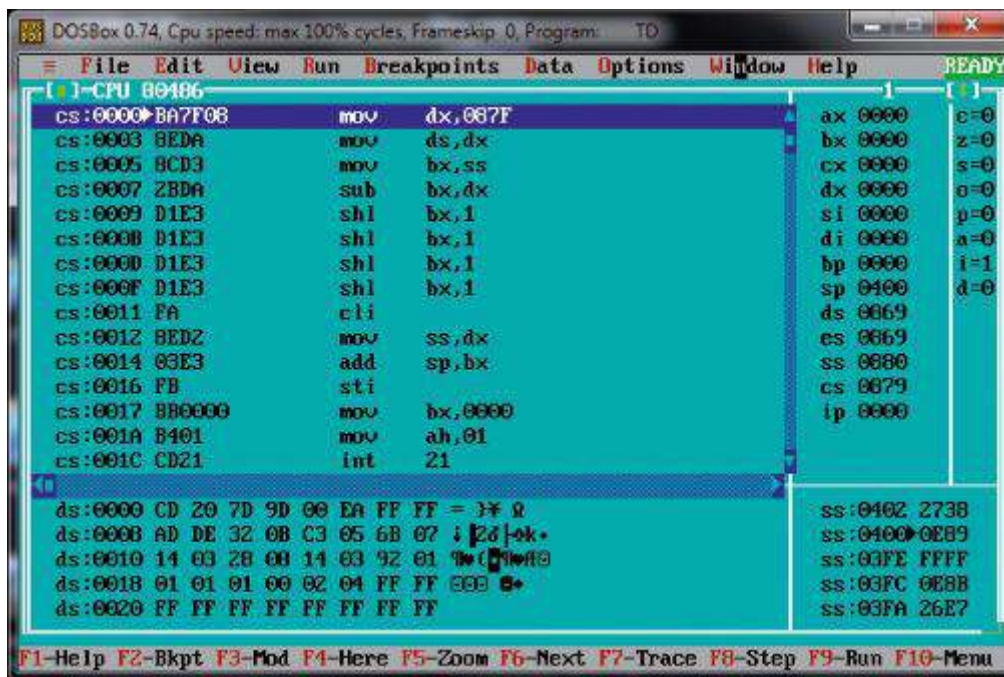 DOSBox 0.74, Cpu speed: max 100% cycles, Frameskip 0, Program: TD
≡ File Edit View Run Breakpoints Data Options Window Help READY
[ ]-CPU 80486 1 [ ]
cs:0000►BA7F08 mov dx,087F ax 0000 c=0
cs:0003 8EDA mov ds,dx bx 0000 z=0
cs:0005 8CD3 mov bx,ss cx 0000 s=0
cs:0007 2BDA sub bx,dx dx 0000 o=0
cs:0009 D1E3 shl bx,1 si 0000 p=0
cs:000B D1E3 shl bx,1 di 0000 a=0
cs:000D D1E3 shl bx,1 bp 0000 i=1
cs:000F D1E3 shl bx,1 sp 0400 d=0
cs:0011 FA cli ds 0869
cs:0012 8ED2 mov ss,dx es 0869
cs:0014 03E3 add sp,bx ss 0880
cs:0016 FB sti cs 0879
cs:0017 BB0000 mov bx,0000 ip 0000
cs:001A B401 mov ah,01
cs:001C CD21 int 21
ds:0000 CD 20 7D 9D 00 EA FF FF = }¥ Ω ss:0402 2738
ds:0008 AD DE 32 0B C3 05 6B 07 ss:0400►0E89
ds:0010 14 03 28 08 14 03 92 01 ss:03FE FFFF
ds:0018 01 01 01 00 02 04 FF FF ss:03FC 0E8B
ds:0020 FF FF FF FF FF FF FF FF ss:03FA 26E7
F1-Help F2-Bkpt F3-Mod F4-Here F5-Zoom F6-Next F7-Trace F8-Step F9-Run F10-Menu